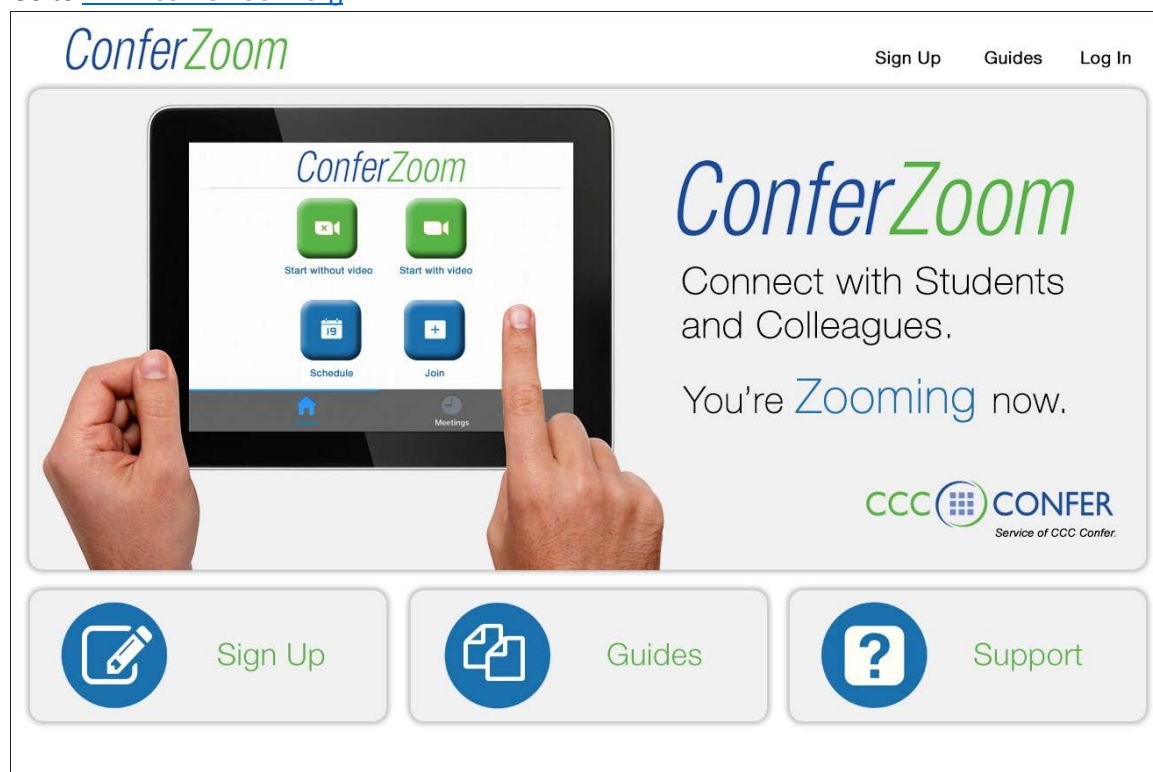 ConferZoom
Sign Up Guides Log In
ConferZoom
Start without video Start with video
19
Schedule Join
Meetings
ConferZoom
Connect with Students
and Colleagues.
You're Zooming now.
CCC CONFER
Service of CCC Confer.
Sign Up
Guides
? Support